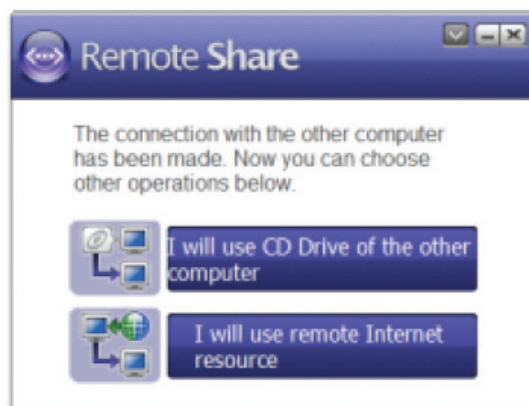 Remote Share
The connection with the other computer
has been made. Now you can choose
other operations below.
I will use CD Drive of the other
computer
I will use remote Internet
resource